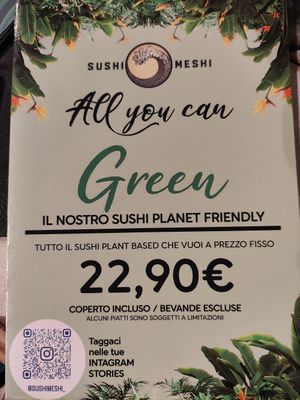 SUSHI MESHI
All you can
Green
IL NOSTRO SUSHI PLANET FRIENDLY
TUTTO IL SUSHI PLANT BASED CHE VUOI A PREZZO FISSO
22,90€
COPERTO INCLUSO / BEVANDE ESCLUSE
ALCUNI PIATTI SONO SOGGETTI A LIMITAZIONI
Taggaci
nelle tue
INTAGRAM
STORIES
@SUSHIMESHI_